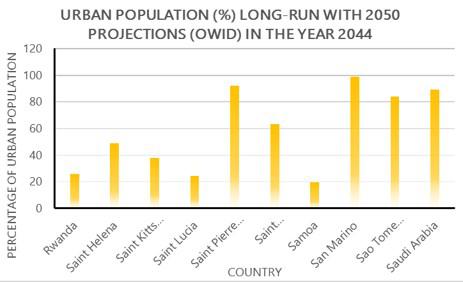 URBAN POPULATION (%) LONG-RUN WITH 2050
PROJECTIONS (OWID) IN THE YEAR 2044
PERCENTAGE OF URBAN POPULATION
120
100
80
60
40
20
0
Rwanda
Saint Helena
Saint Kitts...
Saint Lucia
Saint Pierre...
Saint...
Samoa
San Marino
Sao Tome...
Saudi Arabia
COUNTRY